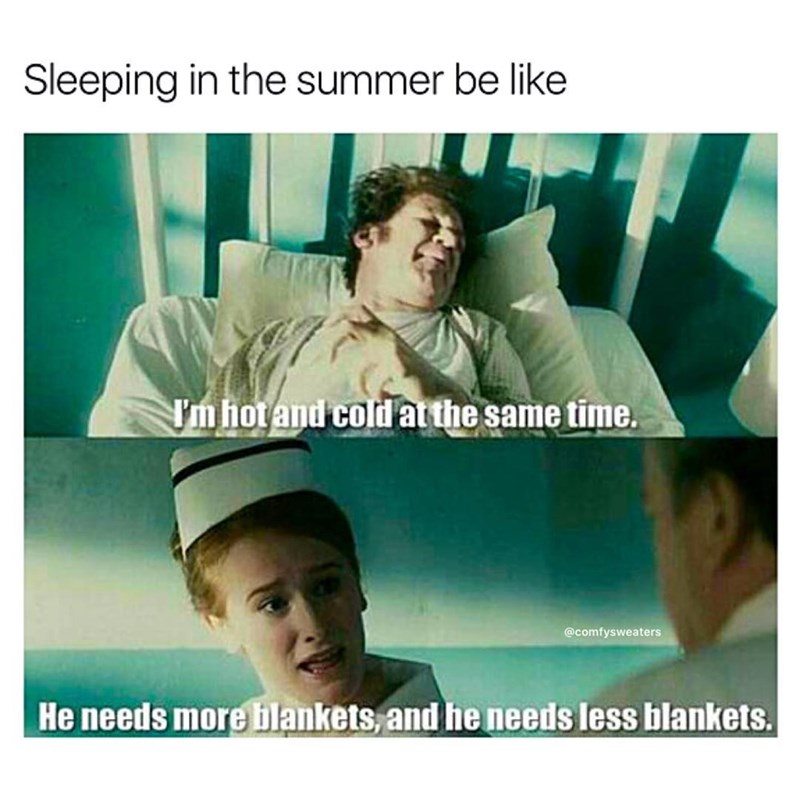 Sleeping in the summer be like
I'm hot and cold at the same time.
@comfysweaters
He needs more blankets, and he needs less blankets.